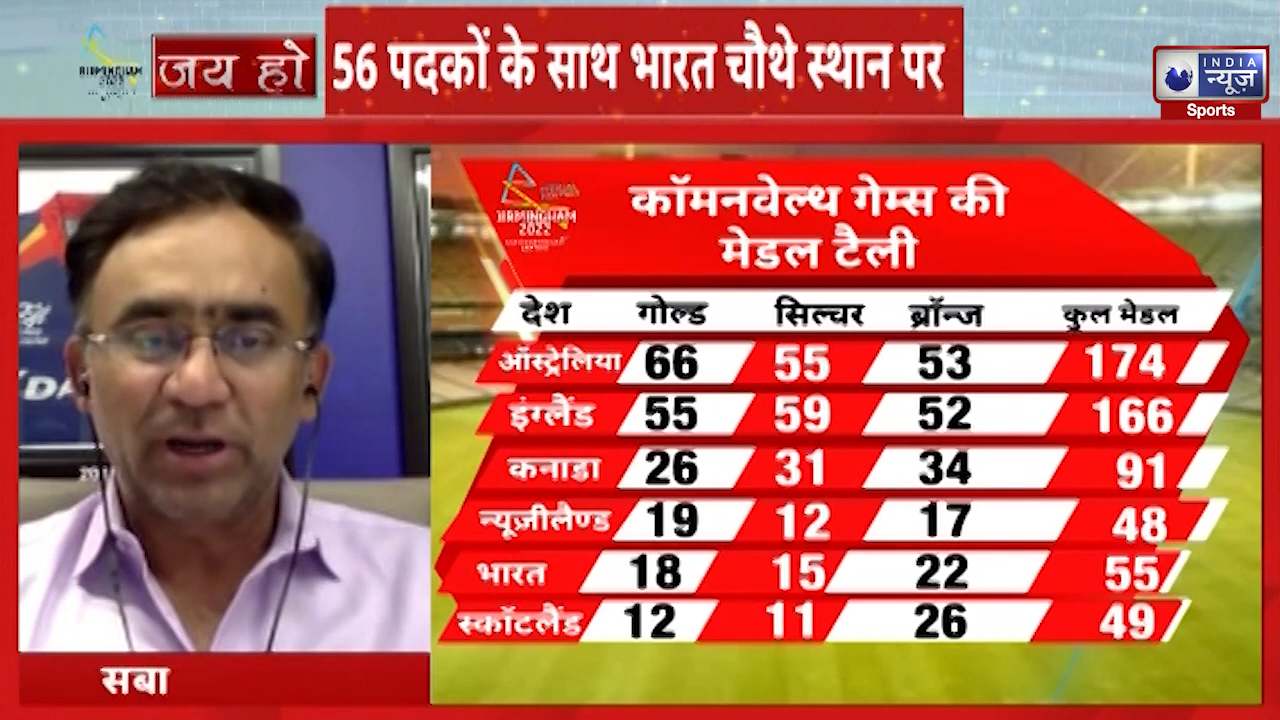 BIRMINGHAM
2022
जय हो
56 पदकों के साथ भारत चौथे स्थान पर
INDIA
न्यूज़
Sports
BIRMINGHAM
2022
कॉमनवेल्थ गेम्स की
मेडल टैली
देश गोल्ड सिल्वर ब्रॉन्ज कुल मेडल
ऑस्ट्रेलिया 66 55 53 174
इंग्लैंड 55 59 52 166
कनाडा 26 31 34 91
न्यूज़ीलैण्ड 19 12 17 48
भारत 18 15 22 55
स्कॉटलैंड 12 11 26 49
सबा